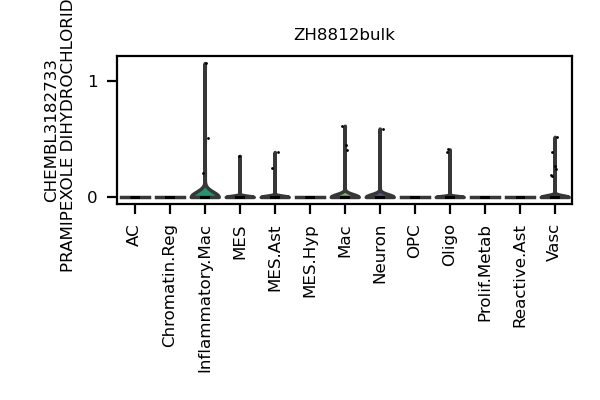 ZH8812bulk
CHEMBL3182733
PRAMIPEXOLE DIHYDROCHLORID
1
0
AC
Chromatin.Reg
Inflammatory.Mac
MES
MES.Ast
MES.Hyp
Mac
Neuron
OPC
Oligo
Prolif.Metab
Reactive.Ast
Vasc